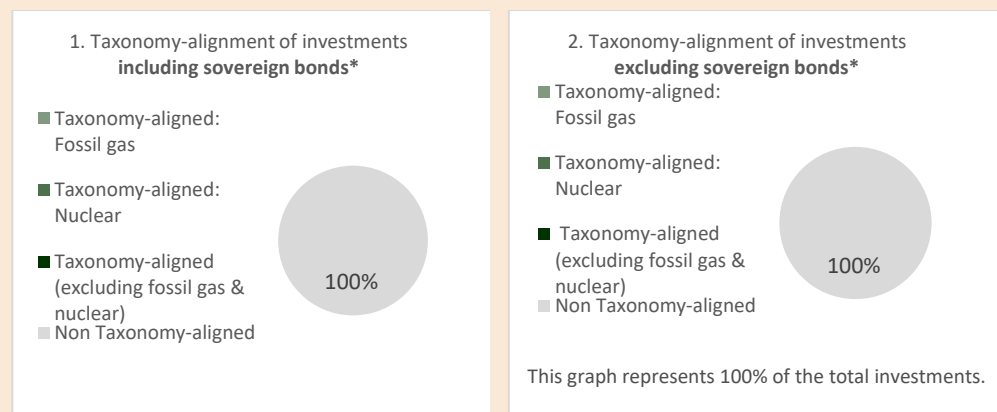 1. Taxonomy-alignment of investments
including sovereign bonds*
Taxonomy-aligned:
Fossil gas
Taxonomy-aligned:
Nuclear
Taxonomy-aligned
(excluding fossil gas &
nuclear)
Non Taxonomy-aligned
100%
2. Taxonomy-alignment of investments
excluding sovereign bonds*
Taxonomy-aligned:
Fossil gas
Taxonomy-aligned:
Nuclear
Taxonomy-aligned
(excluding fossil gas &
nuclear)
Non Taxonomy-aligned
100%
This graph represents 100% of the total investments.